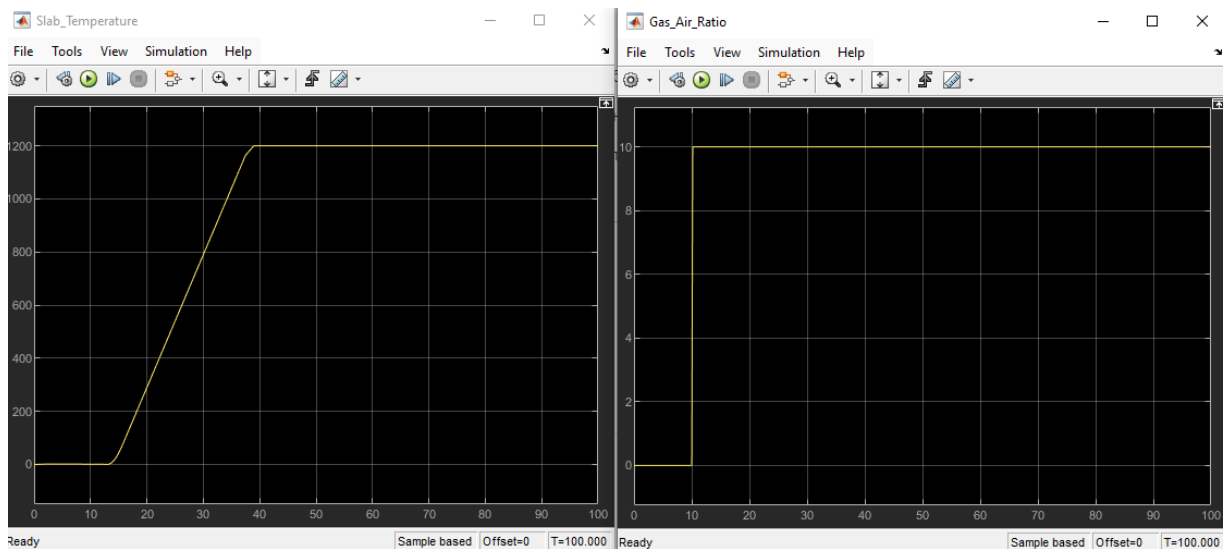 Slab_Temperature
File Tools View Simulation Help
1200
1000
800
600
400
200
0
0 10 20 30 40 50 60 70 80 90 100
Ready Sample based Offset=0 T=100.000
Gas_Air_Ratio
File Tools View Simulation Help
10
8
6
4
2
0
0 10 20 30 40 50 60 70 80 90 100
Ready Sample based Offset=0 T=100.000